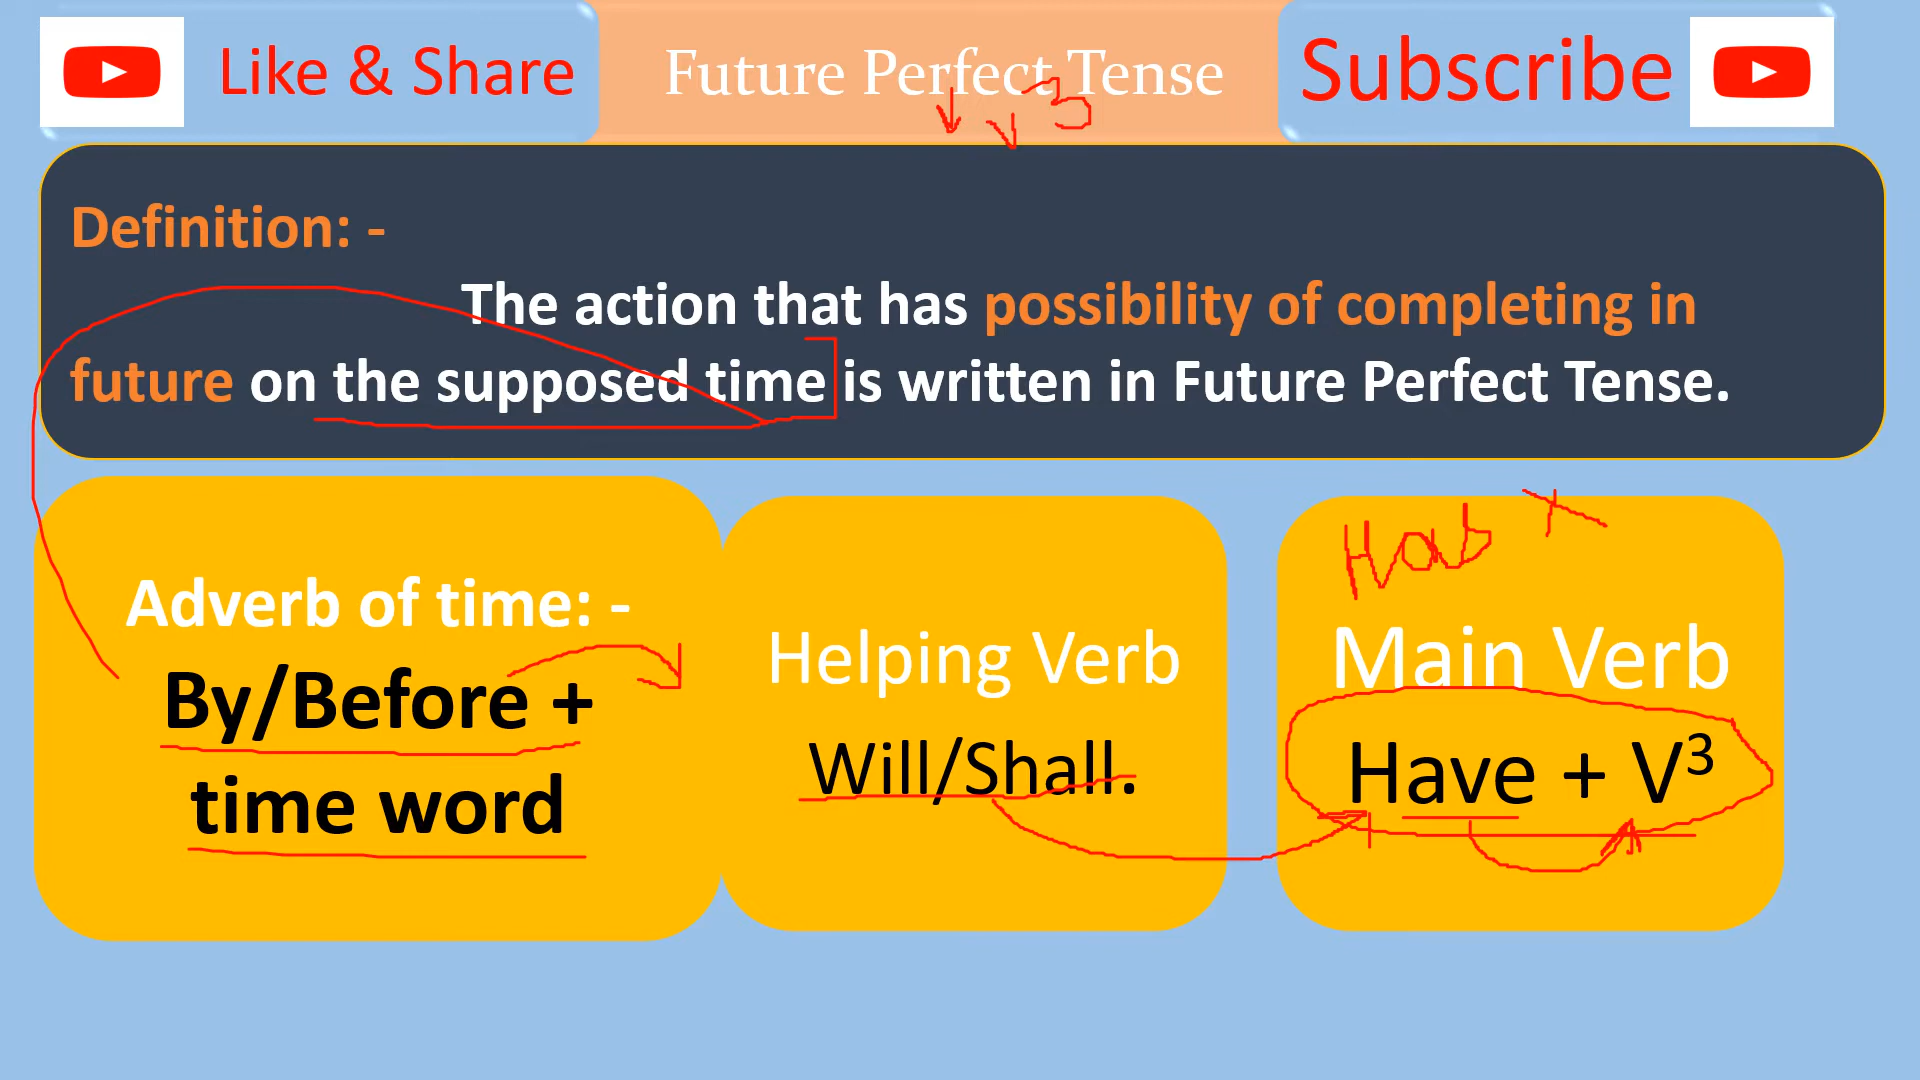 Like & Share
Future Perfect Tense
Subscribe
V3
Definition: -
The action that has possibility of completing in
future on the supposed time is written in Future Perfect Tense.
Adverb of time: -
By/Before +
time word
Helping Verb
Will/Shall.
Main Verb
Have + V³